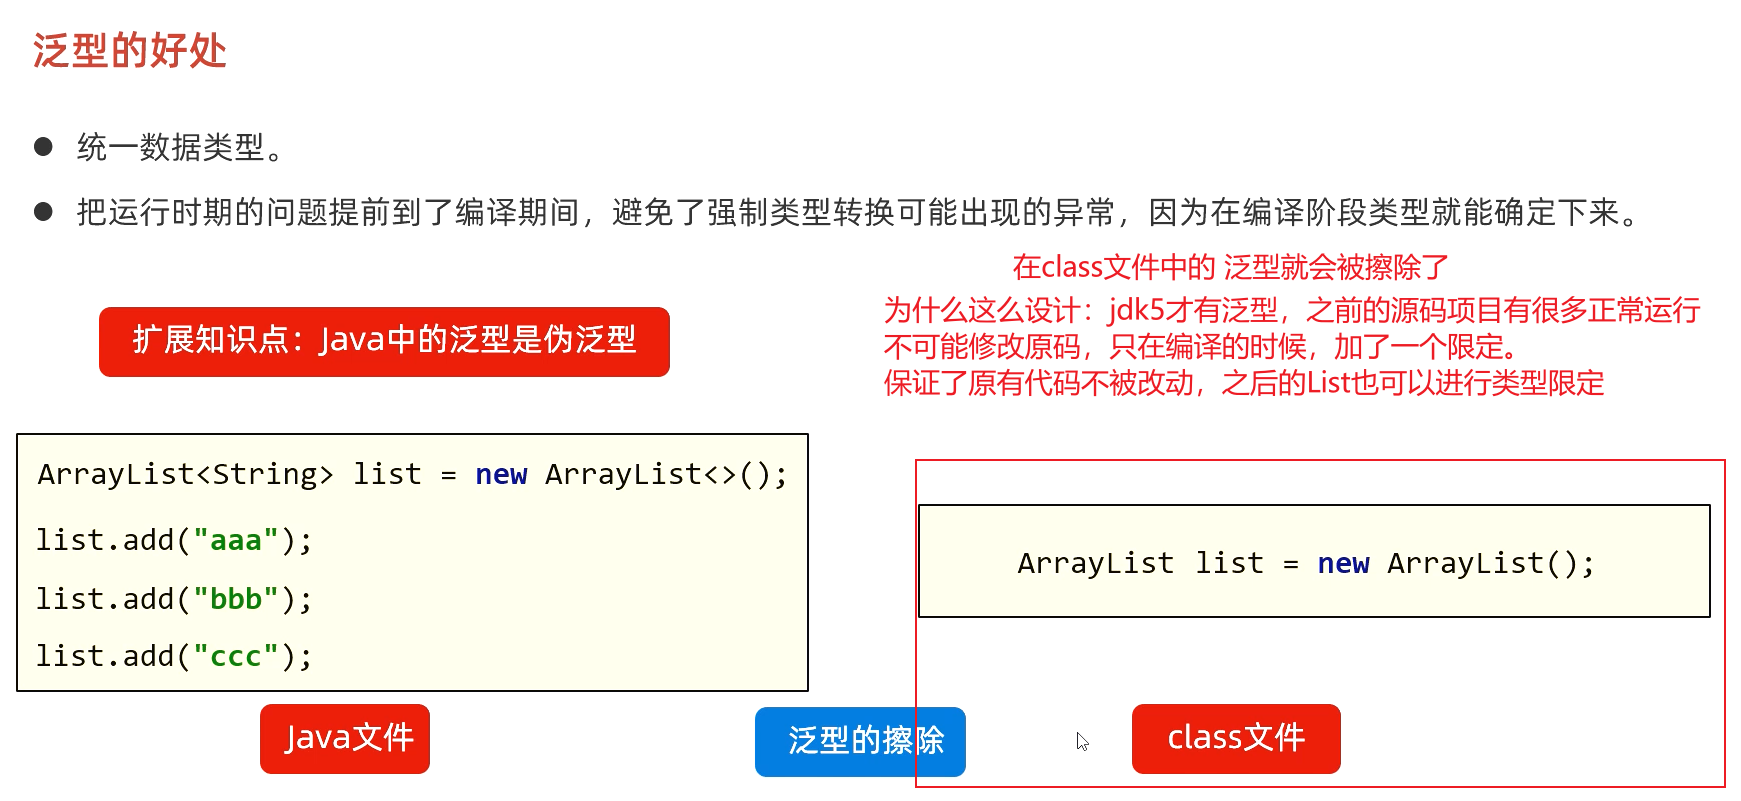 泛型的好处
统一数据类型。
把运行时期的问题提前到了编译期间，避免了强制类型转换可能出现的异常，因为在编译阶段类型就能确定下来。
在class文件中的 泛型就会被擦除了
为什么这么设计：jdk5才有泛型，之前的源码项目有很多正常运行
不可能修改原码，只在编译的时候，加了一个限定。
保证了原有代码不被改动，之后的List也可以进行类型限定
扩展知识点：Java中的泛型是伪泛型
ArrayList<String> list = new ArrayList<>();
list.add("aaa");
list.add("bbb");
list.add("ccc");
ArrayList list = new ArrayList();
Java文件
泛型的擦除
class文件